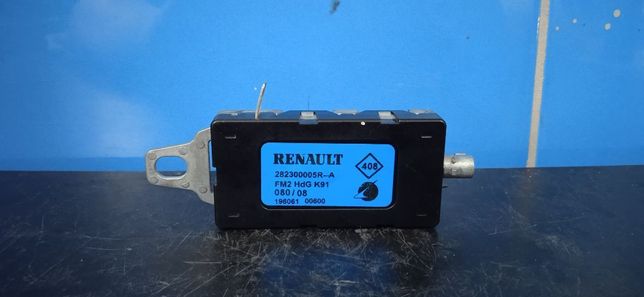 RENAULT
408
282300005R--A
FM2 HdG K91
080 / 08
196061 00600